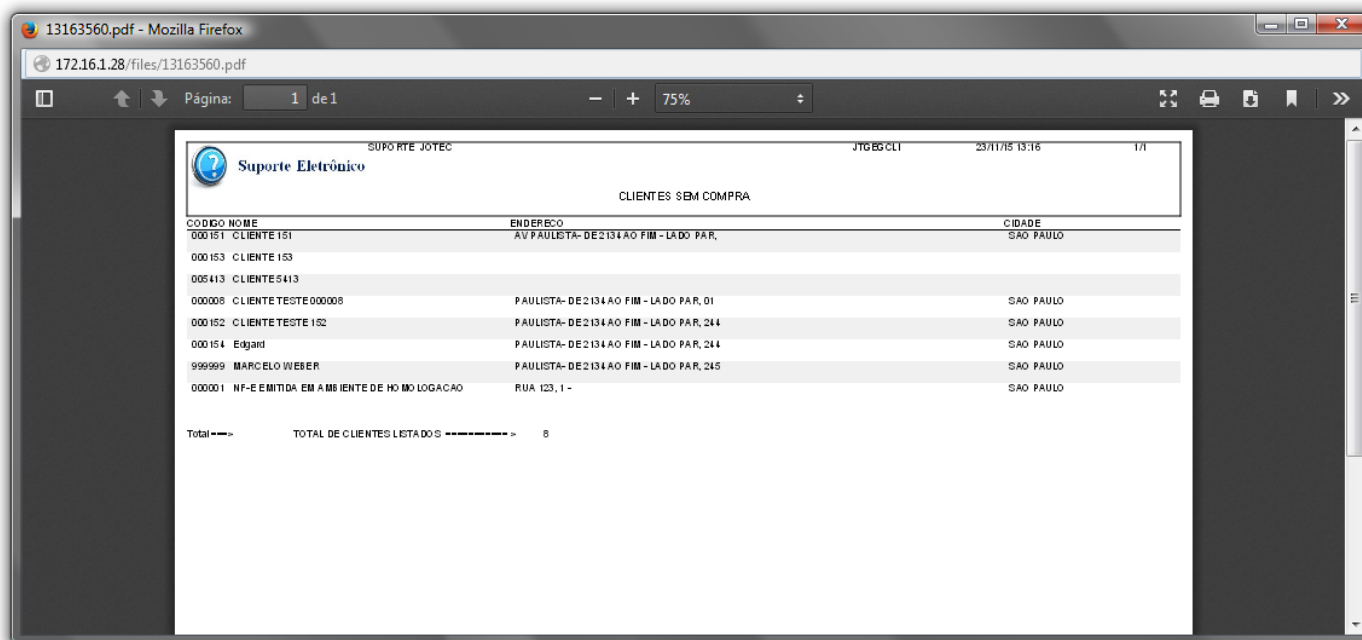 13163560.pdf - Mozilla Firefox
172.16.1.28/files/13163560.pdf
Página: 1 de 1 75%
SUPORTE JOTEC JTGEGCLI 23/11/15 13:16 1/1
Suporte Eletrônico
CLIENTES SEM COMPRA
CODIGO NOME ENDERECO CIDADE
000151 CLIENTE 151 AV PAULISTA- DE 2134 AO FIM - LADO PAR, SAO PAULO
000153 CLIENTE 153
005413 CLIENTE 5413
000008 CLIENTE TESTE 000008 PAULISTA- DE 2134 AO FIM - LADO PAR, 01 SAO PAULO
000152 CLIENTE TESTE 152 PAULISTA- DE 2134 AO FIM - LADO PAR, 244 SAO PAULO
000154 Edgard PAULISTA- DE 2134 AO FIM - LADO PAR, 244 SAO PAULO
999999 MARCELO WEBER PAULISTA- DE 2134 AO FIM - LADO PAR, 245 SAO PAULO
000001 NF-E EMITIDA EM AMBIENTE DE HOMOLOGACAO RUA 123, 1 - SAO PAULO
Total ---> TOTAL DE CLIENTES LISTADOS ------------ > 8